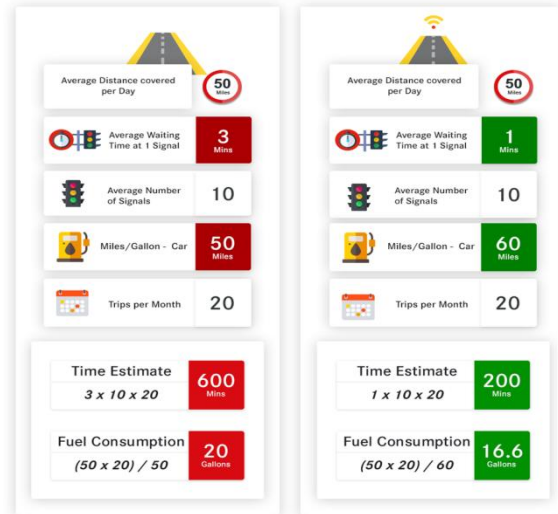 Average Distance covered
per Day
50
Miles
Average Waiting
Time at 1 Signal
3
Mins
Average Number
of Signals
10
Miles/Gallon - Car
50
Miles
Trips per Month
20
Time Estimate
3 x 10 x 20
600
Mins
Fuel Consumption
(50 x 20) / 50
20
Gallons
Average Distance covered
per Day
50
Miles
Average Waiting
Time at 1 Signal
1
Mins
Average Number
of Signals
10
Miles/Gallon - Car
60
Miles
Trips per Month
20
Time Estimate
1 x 10 x 20
200
Mins
Fuel Consumption
(50 x 20) / 60
16.6
Gallons